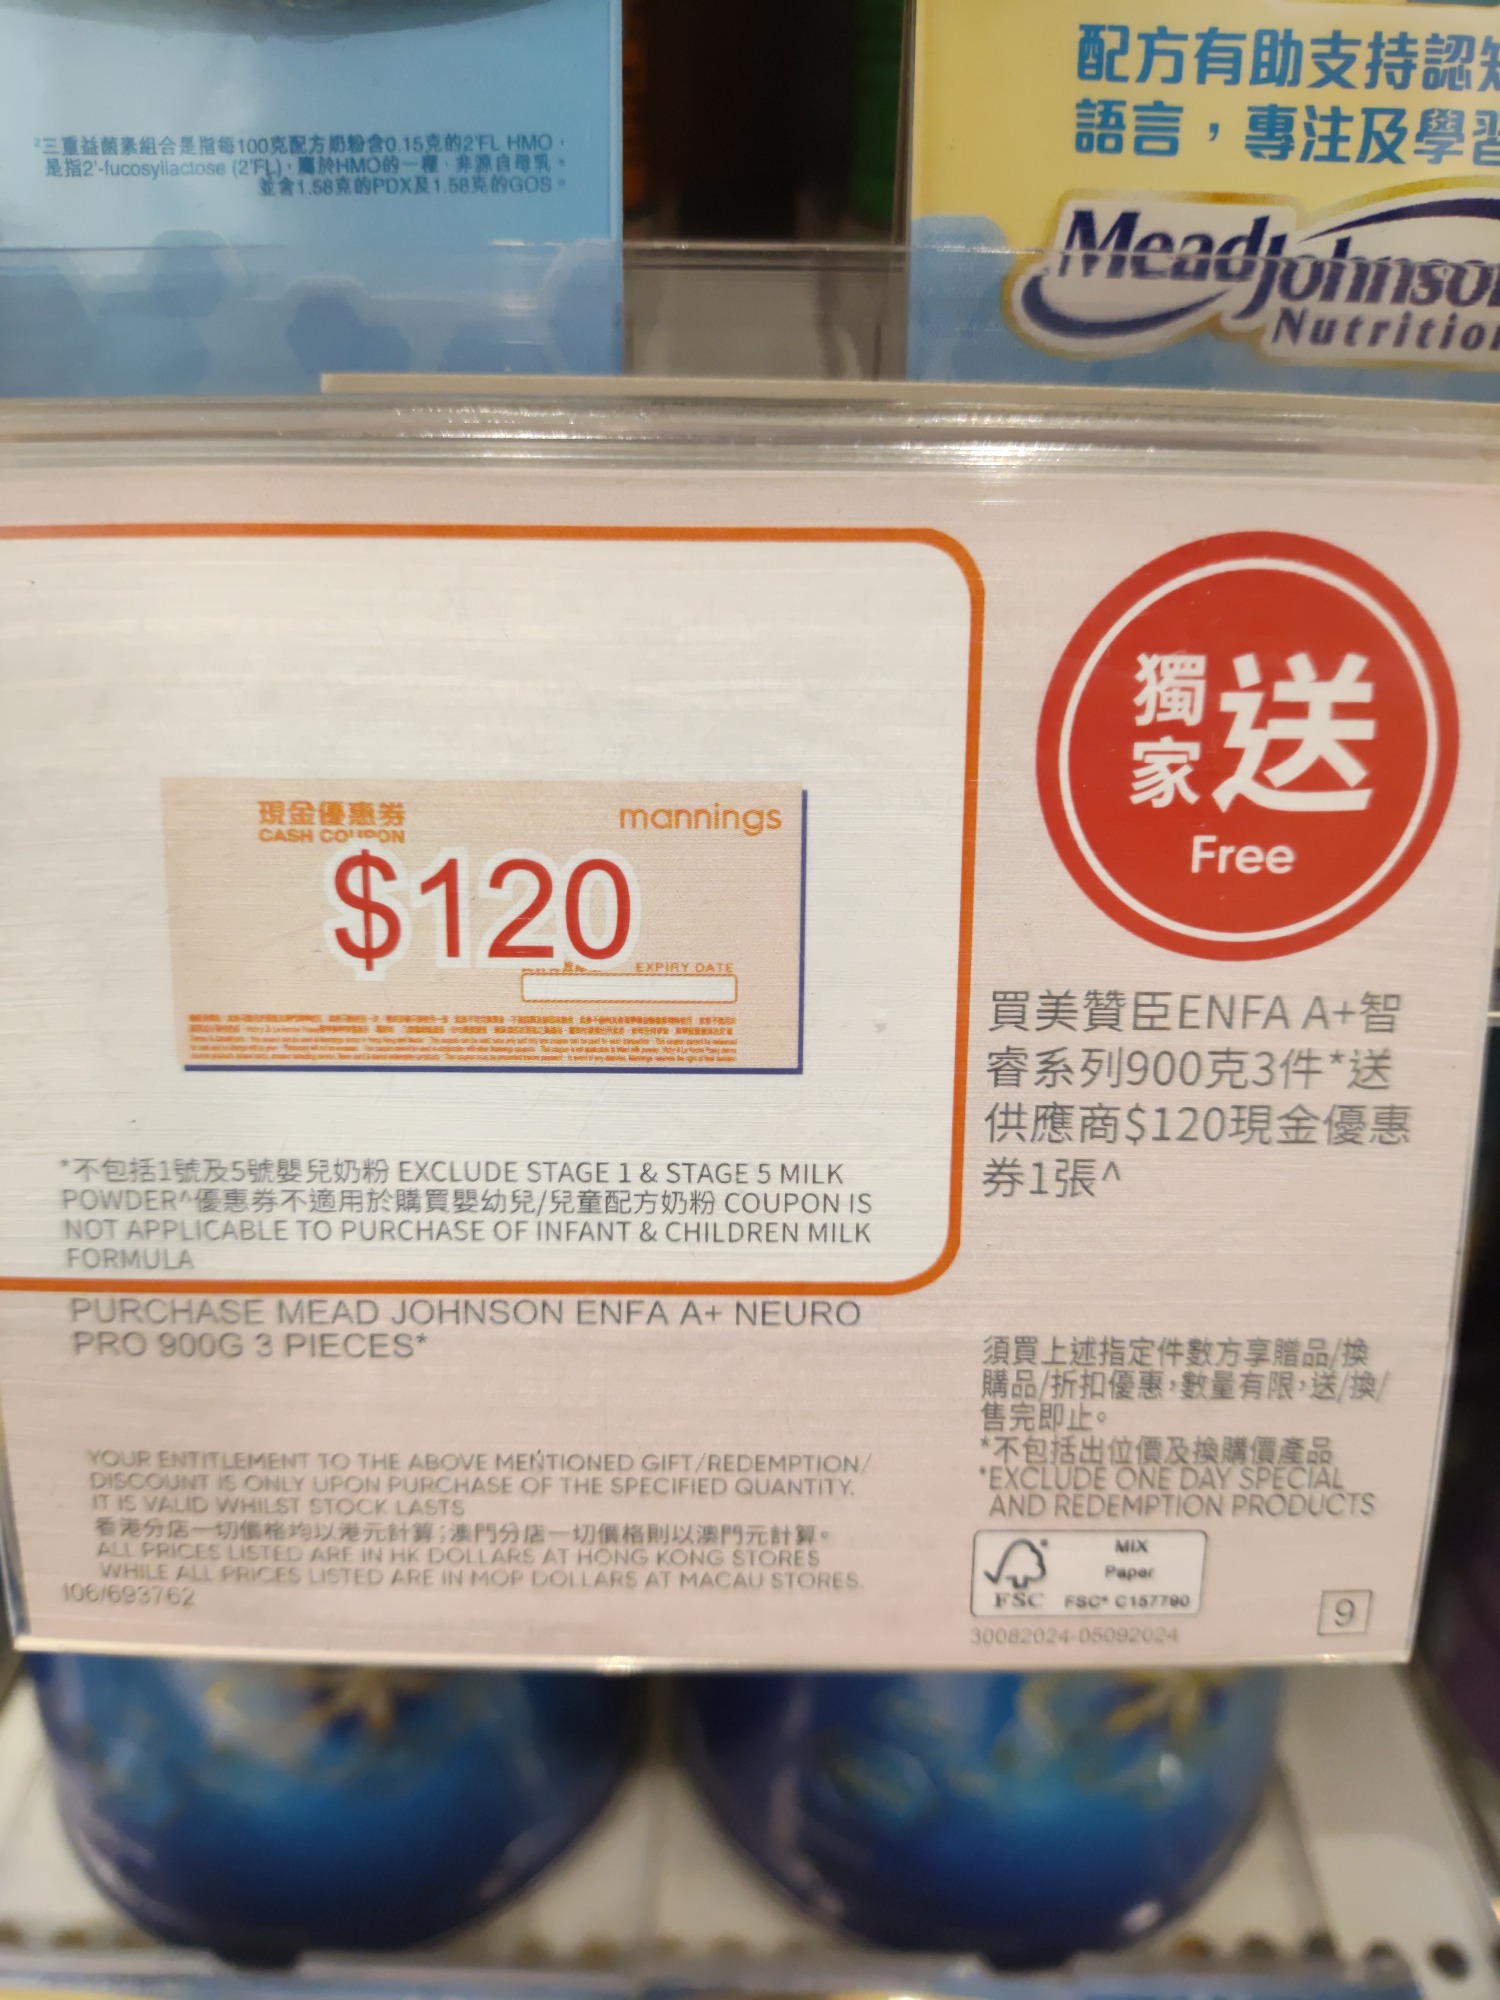 ²三重益菌素組合是指每100克配方奶粉含0.15克的2'FL HMO，
是指2'-fucosyllactose (2'FL)，屬於HMO的一種，非源自母乳。
並含1.58克的PDX及1.58克的GOS。
配方有助支持認知
語言，專注及學習
MeadJohnson
Nutrition
獨家送
Free
現金優惠券
CASH COUPON
mannings
$120
EXPIRY DATE
買美贊臣ENFA A+智
睿系列900克3件*送
供應商$120現金優惠
券1張^
*不包括1號及5號嬰兒奶粉 EXCLUDE STAGE 1 & STAGE 5 MILK
POWDER^優惠券不適用於購買嬰幼兒/兒童配方奶粉 COUPON IS
NOT APPLICABLE TO PURCHASE OF INFANT & CHILDREN MILK
FORMULA
PURCHASE MEAD JOHNSON ENFA A+ NEURO
PRO 900G 3 PIECES*
須買上述指定件數方享贈品/換
購品/折扣優惠，數量有限，送/換/
售完即止。
*不包括出位價及換購價產品
*EXCLUDE ONE DAY SPECIAL
AND REDEMPTION PRODUCTS
YOUR ENTITLEMENT TO THE ABOVE MENTIONED GIFT/REDEMPTION/
DISCOUNT IS ONLY UPON PURCHASE OF THE SPECIFIED QUANTITY.
IT IS VALID WHILST STOCK LASTS
香港分店一切價格均以港元計算；澳門分店一切價格則以澳門元計算。
ALL PRICES LISTED ARE IN HK DOLLARS AT HONG KONG STORES
WHILE ALL PRICES LISTED ARE IN MOP DOLLARS AT MACAU STORES.
106/693762
MIX
Paper
FSC
FSC® C157790
30082024-05092024
9